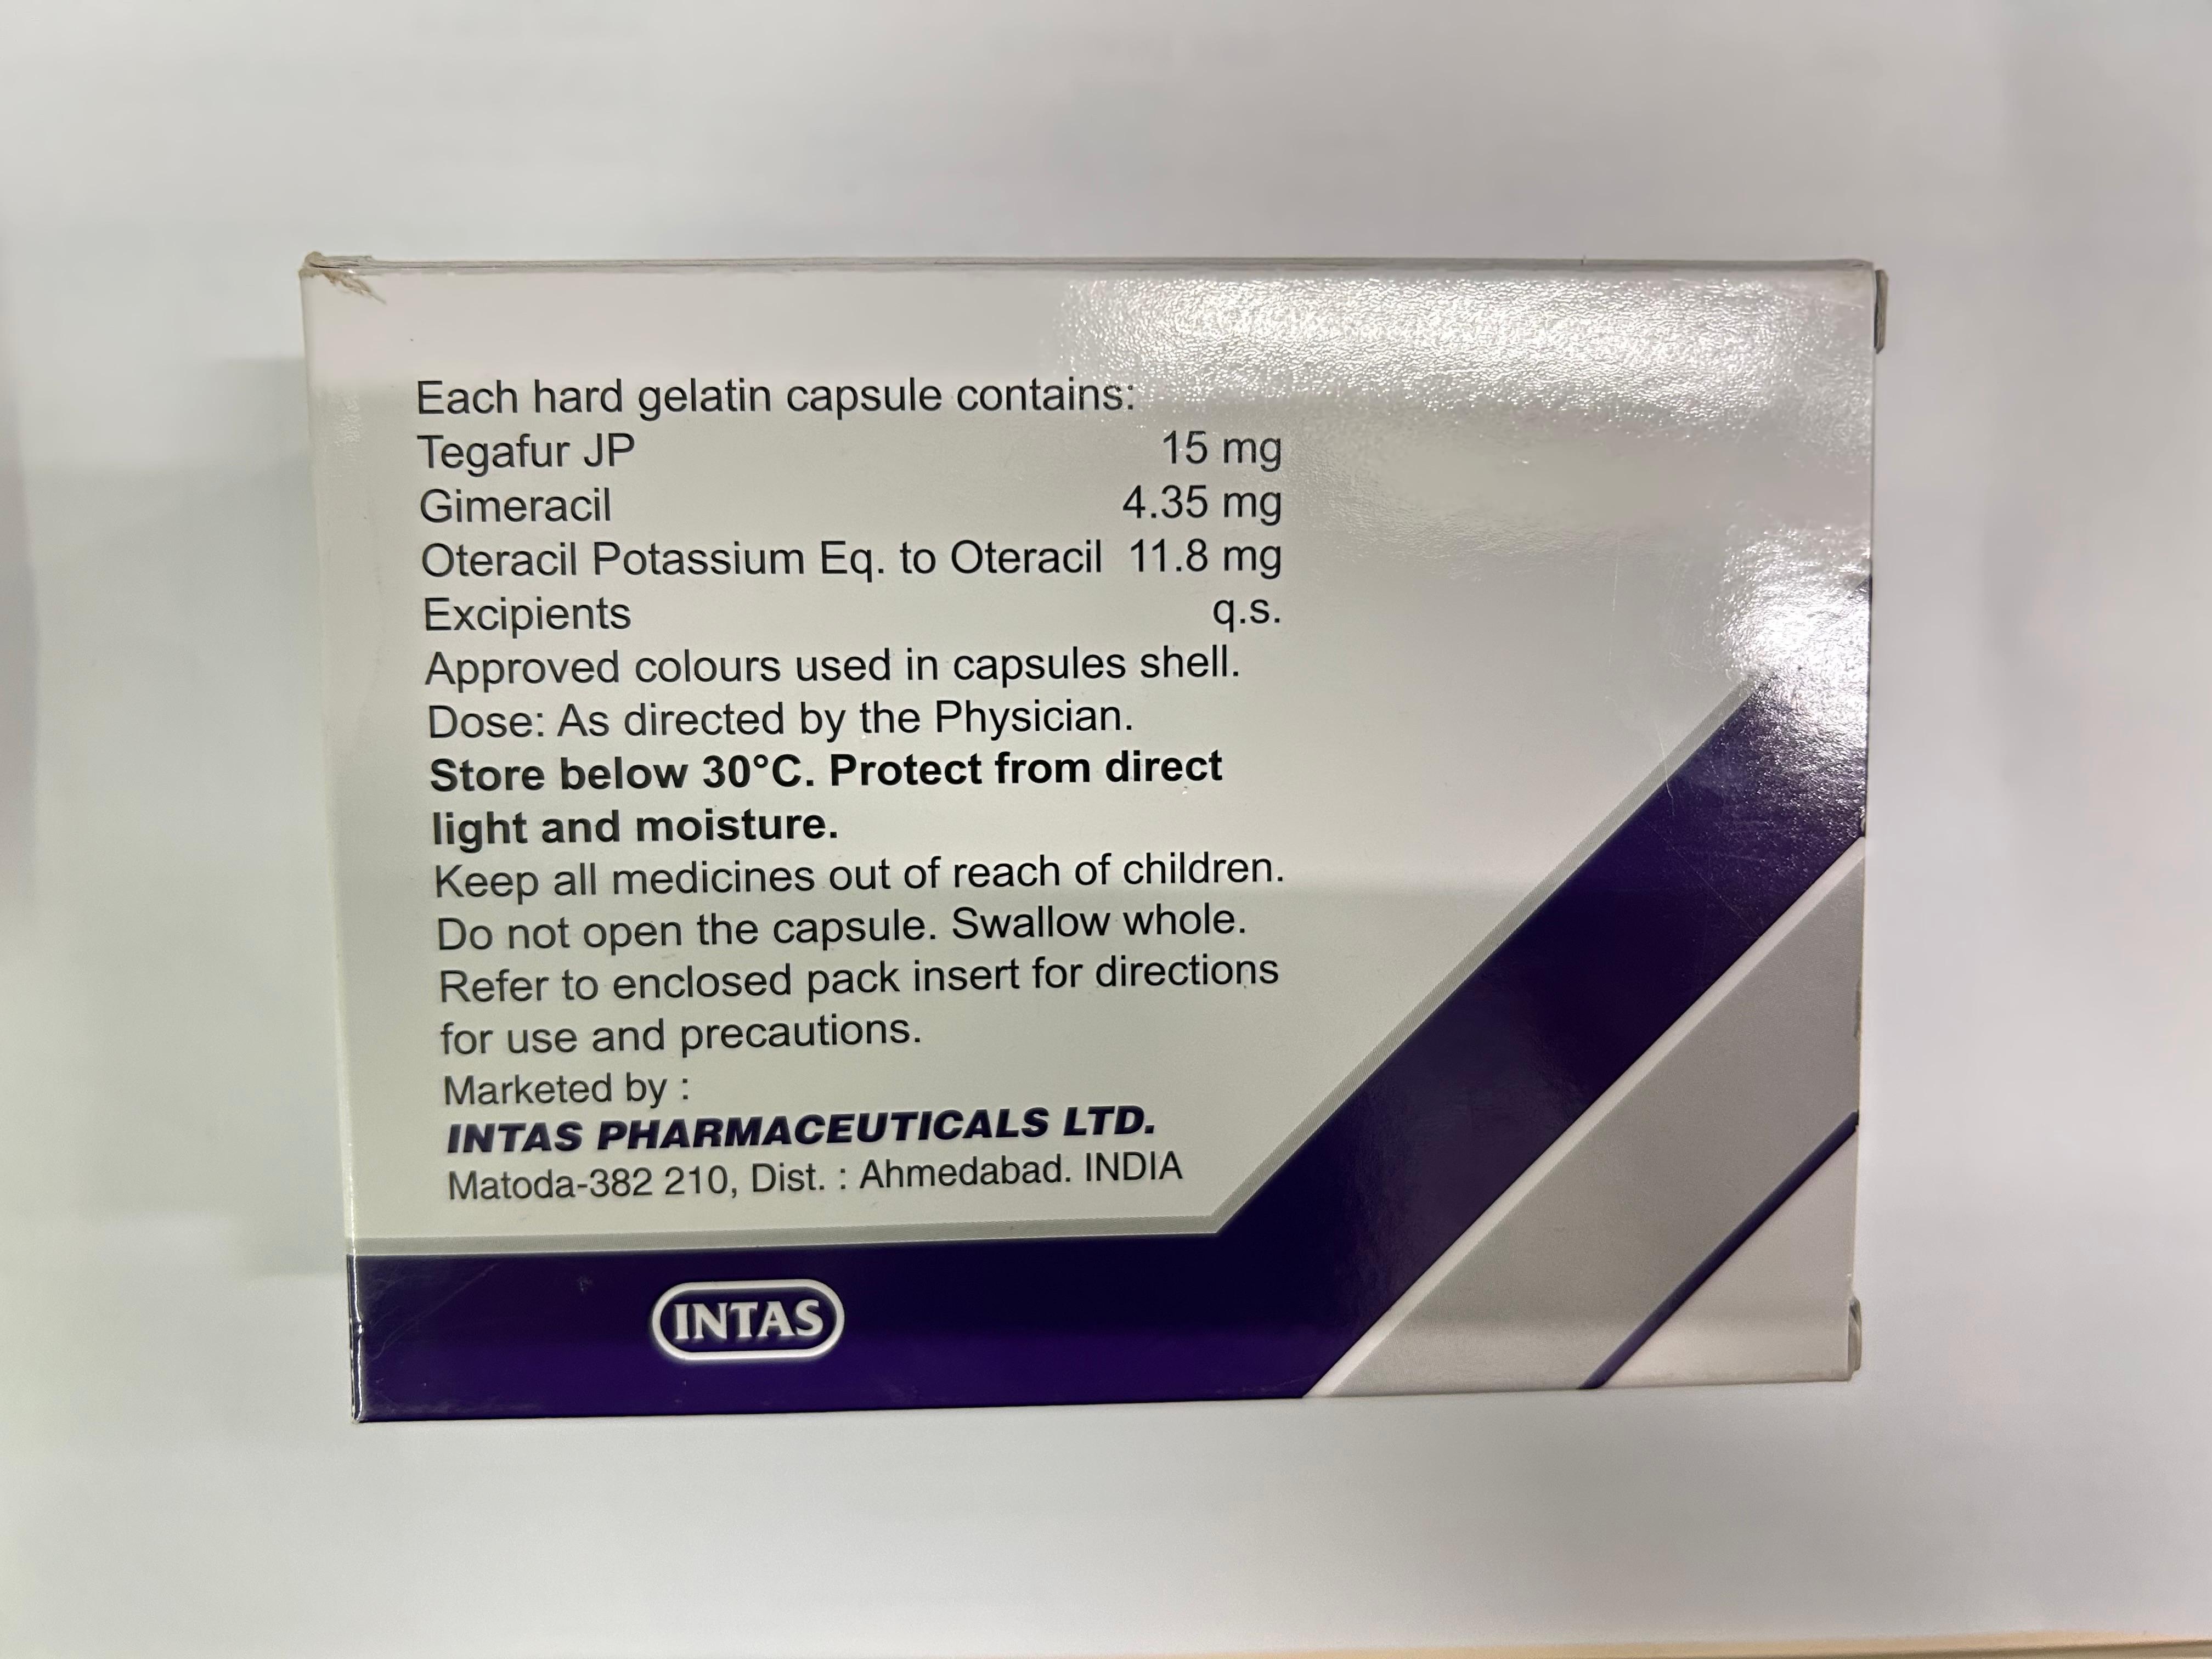 Each hard gelatin capsule contains:
Tegafur JP 15 mg
Gimeracil 4.35 mg
Oteracil Potassium Eq. to Oteracil 11.8 mg
Excipients q.s.
Approved colours used in capsules shell.
Dose: As directed by the Physician.
Store below 30°C. Protect from direct
light and moisture.
Keep all medicines out of reach of children.
Do not open the capsule. Swallow whole.
Refer to enclosed pack insert for directions
for use and precautions.
Marketed by :
INTAS PHARMACEUTICALS LTD.
Matoda-382 210, Dist. : Ahmedabad. INDIA
INTAS